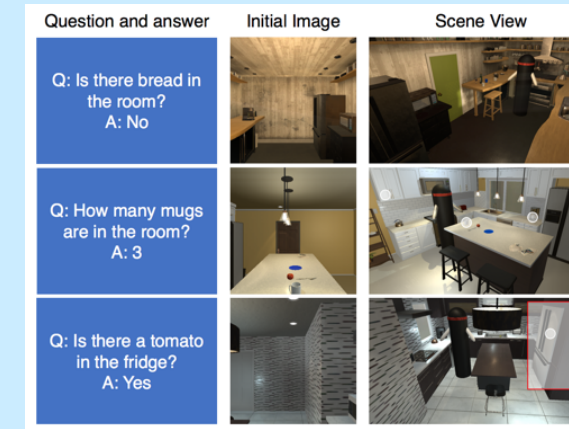 Question and answer
Initial Image
Scene View
Q: Is there bread in
the room?
A: No
Q: How many mugs
are in the room?
A: 3
Q: Is there a tomato
in the fridge?
A: Yes